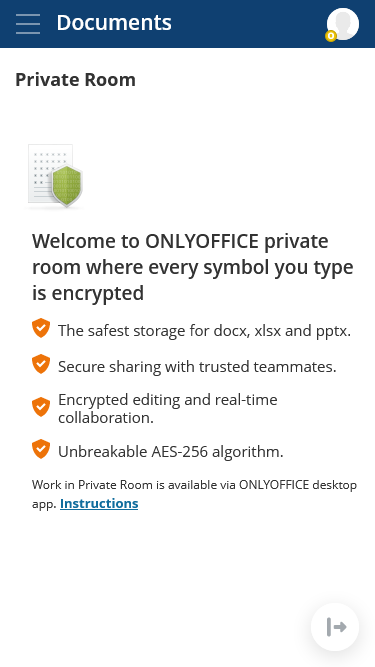 Documents
Private Room
Welcome to ONLYOFFICE private
room where every symbol you type
is encrypted
The safest storage for docx, xlsx and pptx.
Secure sharing with trusted teammates.
Encrypted editing and real-time
collaboration.
Unbreakable AES-256 algorithm.
Work in Private Room is available via ONLYOFFICE desktop
app. Instructions